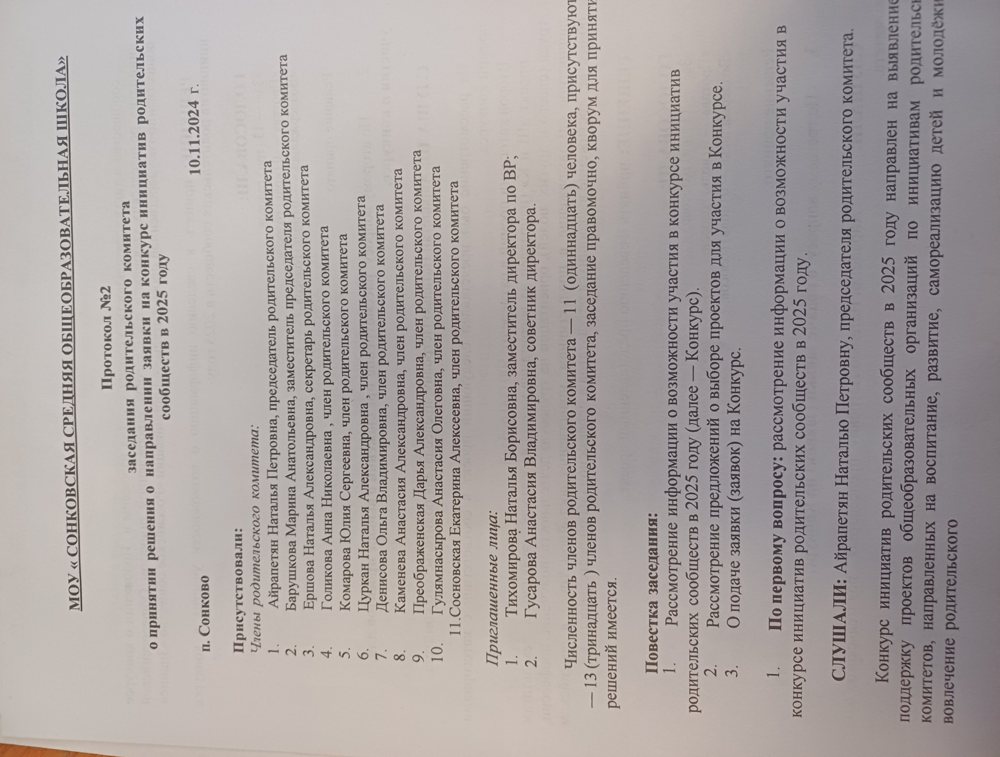 МОУ « СОНКОВСКАЯ СРЕДНЯЯ ОБЩЕОБРАЗОВАТЕЛЬНАЯ ШКОЛА»
Протокол №2
заседания родительского комитета
о принятии решения о направлении заявки на конкурс инициатив родительских
сообществ в 2025 году
п. Сонково 10.11.2024 г.
Присутствовали:
Члены родительского комитета:
1. Айрапетян Наталья Петровна, председатель родительского комитета
2. Барушкова Марина Анатольевна, заместитель председателя родительского комитета
3. Ершова Наталья Александровна, секретарь родительского комитета
4. Голикова Анна Николаевна , член родительского комитета
5. Комарова Юлия Сергеевна, член родительского комитета
6. Цуркан Наталья Александровна , член родительского комитета
7. Денисова Ольга Владимировна, член родительского комитета
8. Каменева Анастасия Александровна, член родительского комитета
9. Преображенская Дарья Александровна, член родительского комитета
10. Гулямнасырова Анастасия Олеговна, член родительского комитета
11.Сосновская Екатерина Алексеевна, член родительского комитета
Приглашенные лица:
1. Тихомирова Наталья Борисовна, заместитель директора по ВР;
2. Гусарова Анастасия Владимировна, советник директора.
Численность членов родительского комитета — 11 (одиннадцать) человека, присутствуют
— 13 (тринадцать ) членов родительского комитета, заседание правомочно, кворум для приняти
решений имеется.
Повестка заседания:
1. Рассмотрение информации о возможности участия в конкурсе инициатив
родительских сообществ в 2025 году (далее — Конкурс).
2. Рассмотрение предложений о выборе проектов для участия в Конкурсе.
3. О подаче заявки (заявок) на Конкурс.
1. По первому вопросу: рассмотрение информации о возможности участия в
конкурсе инициатив родительских сообществ в 2025 году.
СЛУШАЛИ: Айрапетян Наталью Петровну, председателя родительского комитета.
Конкурс инициатив родительских сообществ в 2025 году направлен на выявление
поддержку проектов общеобразовательных организаций по инициативам родительск
комитетов, направленных на воспитание, развитие, самореализацию детей и молодёжи
вовлечение родительского